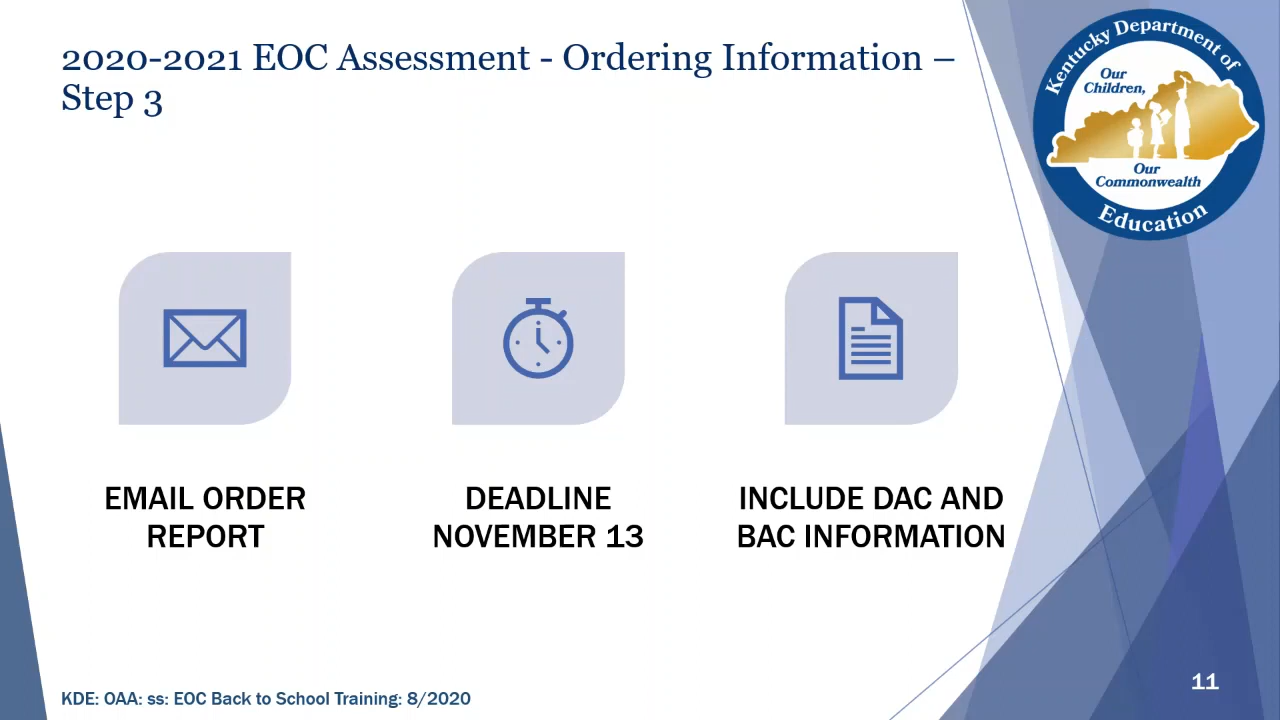 2020-2021 EOC Assessment - Ordering Information –
Step 3
Kentucky Department of
Our
Children,
Our
Commonwealth
Education
EMAIL ORDER
REPORT
DEADLINE
NOVEMBER 13
INCLUDE DAC AND
BAC INFORMATION
KDE: OAA: ss: EOC Back to School Training: 8/2020
11